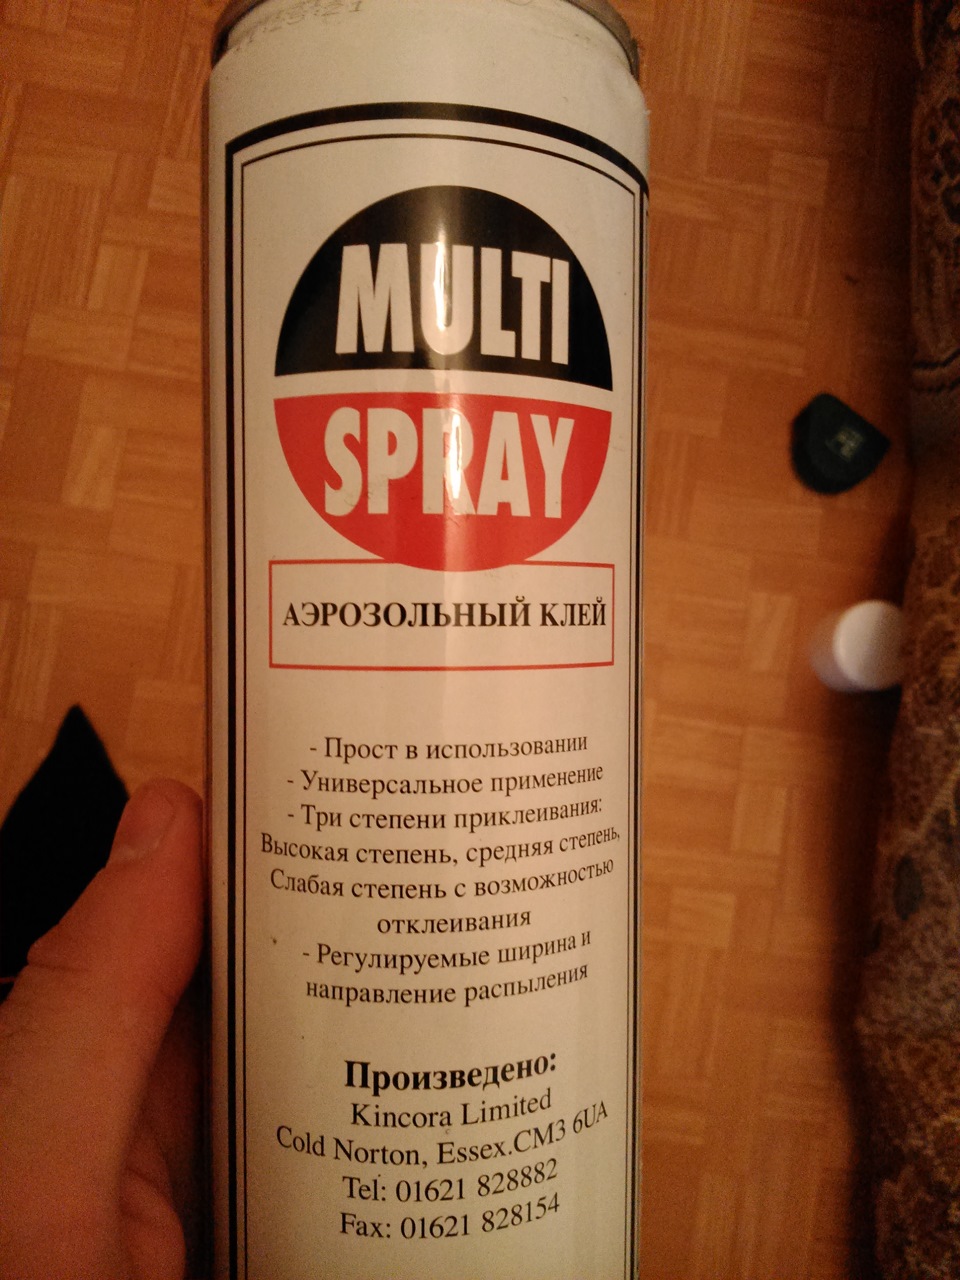 MULTI
SPRAY
АЭРОЗОЛЬНЫЙ КЛЕЙ
- Прост в использовании
- Универсальное применение
- Три степени приклеивания:
Высокая степень, средняя степень,
Слабая степень с возможностью
отклеивания
- Регулируемые ширина и
направление распыления
Произведено:
Kincora Limited
Cold Norton, Essex.CM3 6UA
Tel: 01621 828882
Fax: 01621 828154